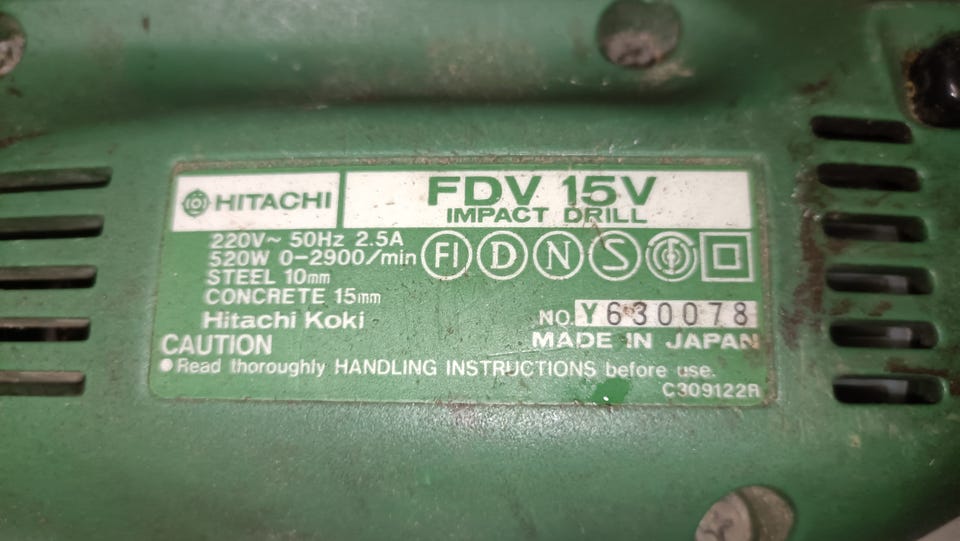 HITACHI
FDV 15V
IMPACT DRILL
220V~ 50Hz 2.5A
520W 0-2900/min
FI D N S
STEEL 10mm
CONCRETE 15mm
Hitachi Koki
NO. Y630078
CAUTION
MADE IN JAPAN
●Read thoroughly HANDLING INSTRUCTIONS before use.
C309122R